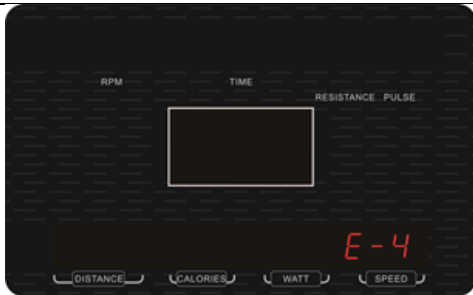 RPM TIME
RESISTANCE PULSE
E-4
DISTANCE CALORIES WATT SPEED